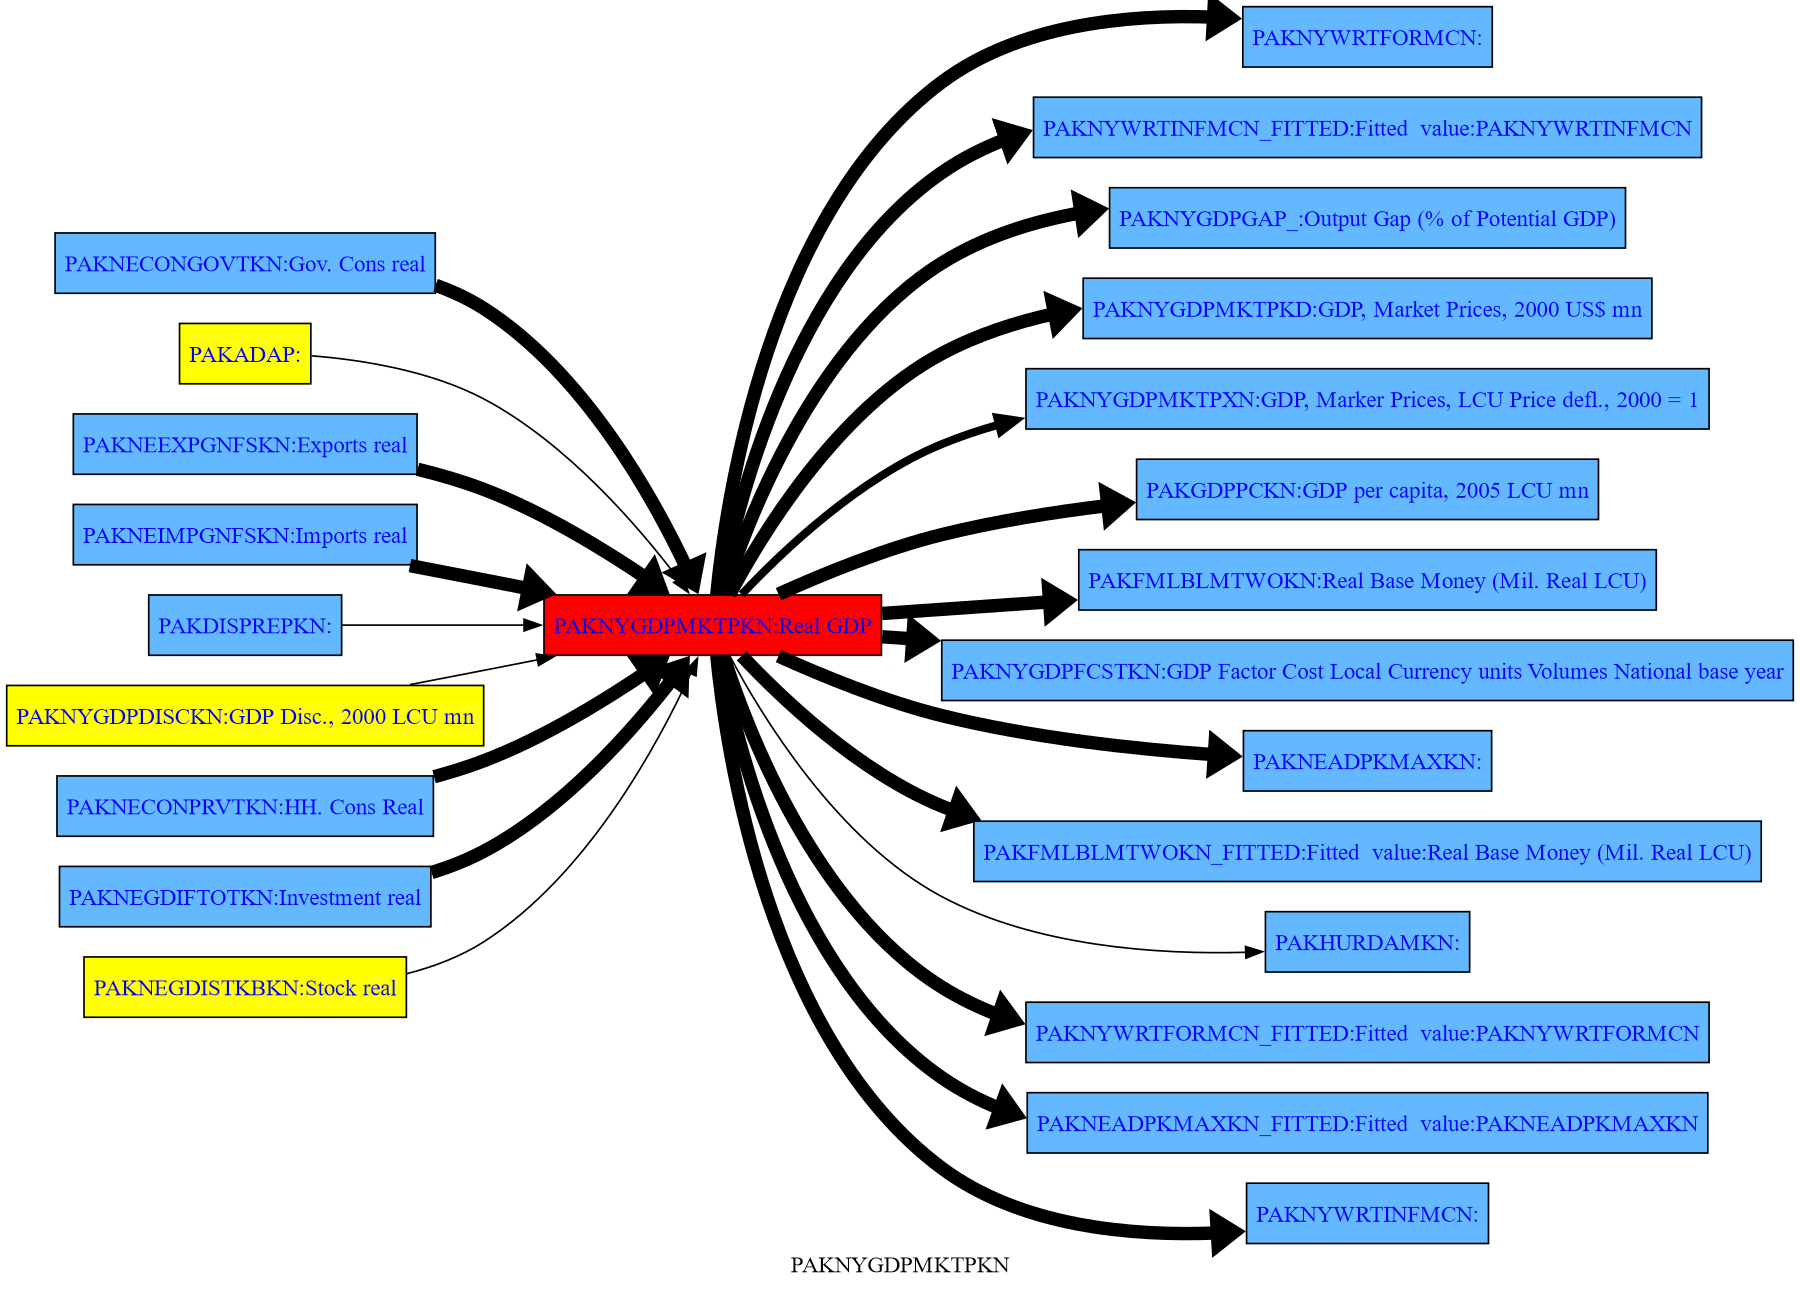 PAKNECONGOVTKN:Gov. Cons real
PAKADAP:
PAKNEEXPGNFSKN:Exports real
PAKNEIMPGNFSKN:Imports real
PAKDISPREPKN:
PAKNYGDPDISCKN:GDP Disc., 2000 LCU mn
PAKNECONPRVTKN:HH. Cons Real
PAKNEGDIFTOTKN:Investment real
PAKNEGDISTKBKN:Stock real
PAKNYGDPMKTPKN:Real GDP
PAKNYWRTFORMCN:
PAKNYWRTINFMCN_FITTED:Fitted  value:PAKNYWRTINFMCN
PAKNYGDPGAP_:Output Gap (% of Potential GDP)
PAKNYGDPMKTPKD:GDP, Market Prices, 2000 US$ mn
PAKNYGDPMKTPXN:GDP, Marker Prices, LCU Price defl., 2000 = 1
PAKGDPPCKN:GDP per capita, 2005 LCU mn
PAKFMLBLMTWOKN:Real Base Money (Mil. Real LCU)
PAKNYGDPFCSTKN:GDP Factor Cost Local Currency units Volumes National base year
PAKNEADPKMAXKN:
PAKFMLBLMTWOKN_FITTED:Fitted  value:Real Base Money (Mil. Real LCU)
PAKHURDAMKN:
PAKNYWRTFORMCN_FITTED:Fitted  value:PAKNYWRTFORMCN
PAKNEADPKMAXKN_FITTED:Fitted  value:PAKNEADPKMAXKN
PAKNYWRTINFMCN:
PAKNYGDPMKTPKN